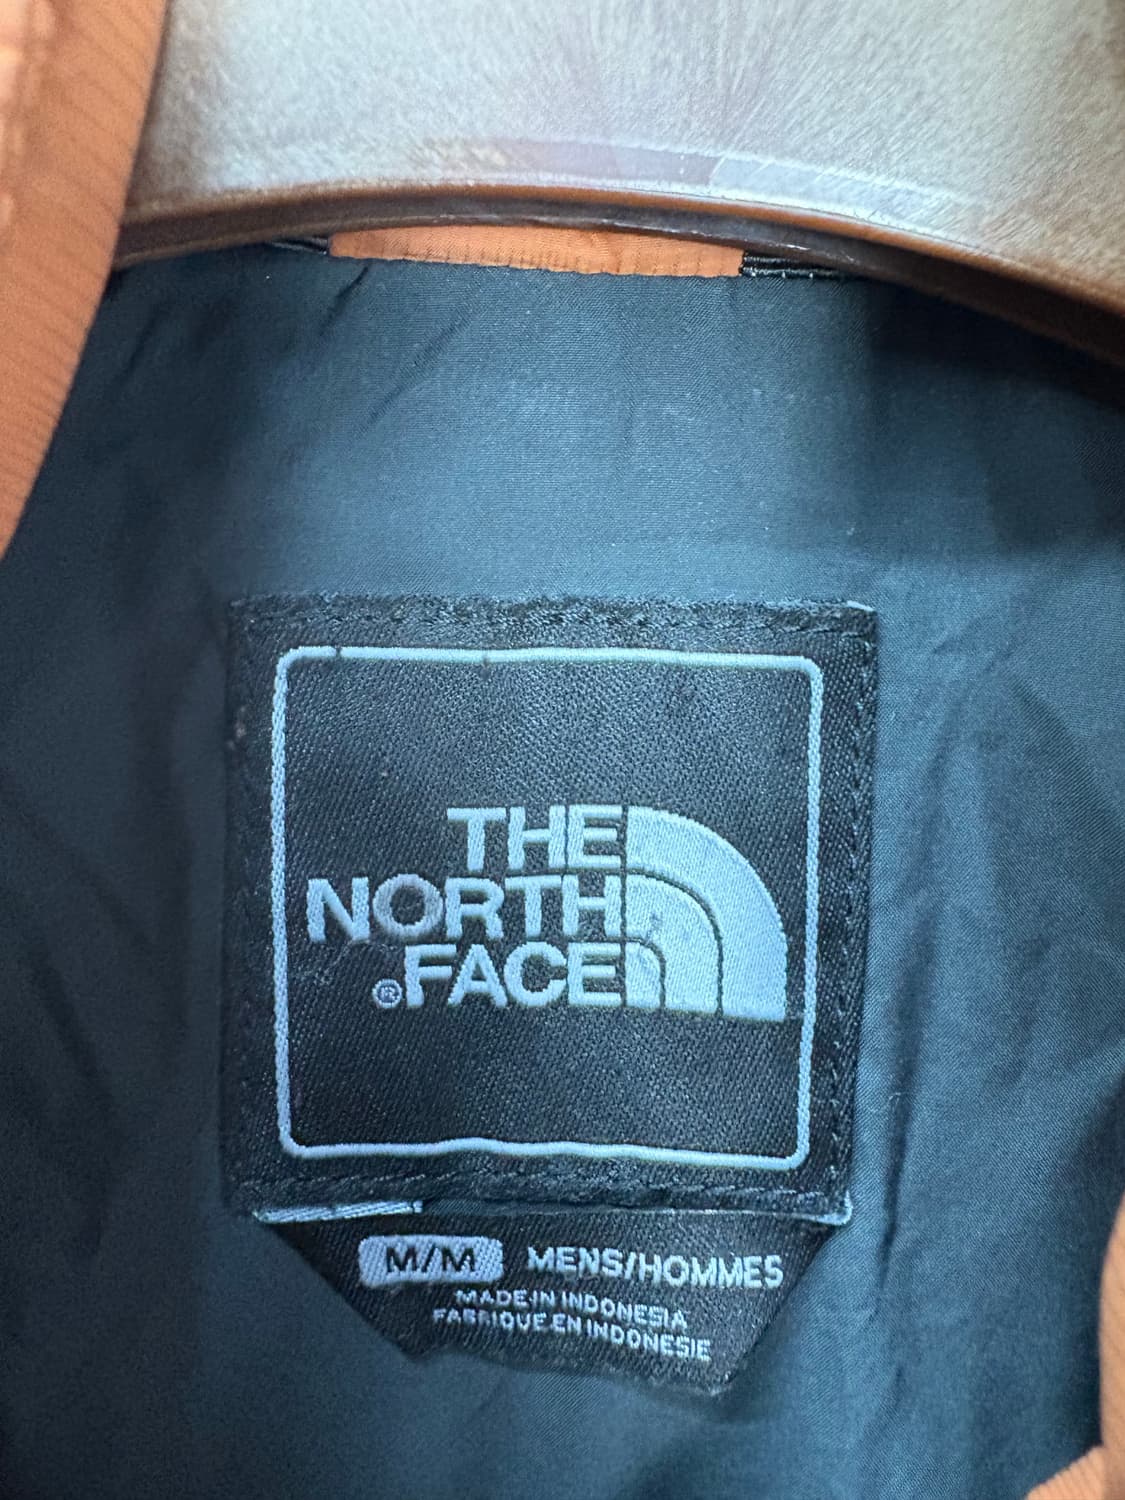 THE
NORTH
®FACE
M/M MENS/HOMMES
MADE IN INDONESIA
FABRIQUE EN INDONESIE